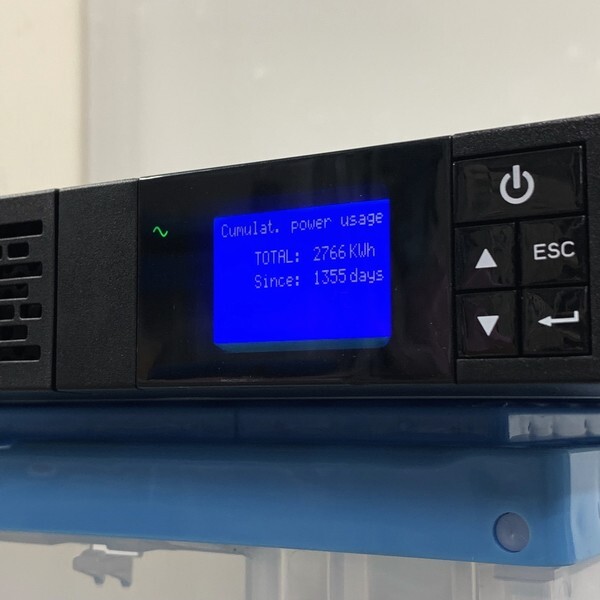 Cumulat. power usage
TOTAL: 2766 KWh
Since: 1355 days
ESC